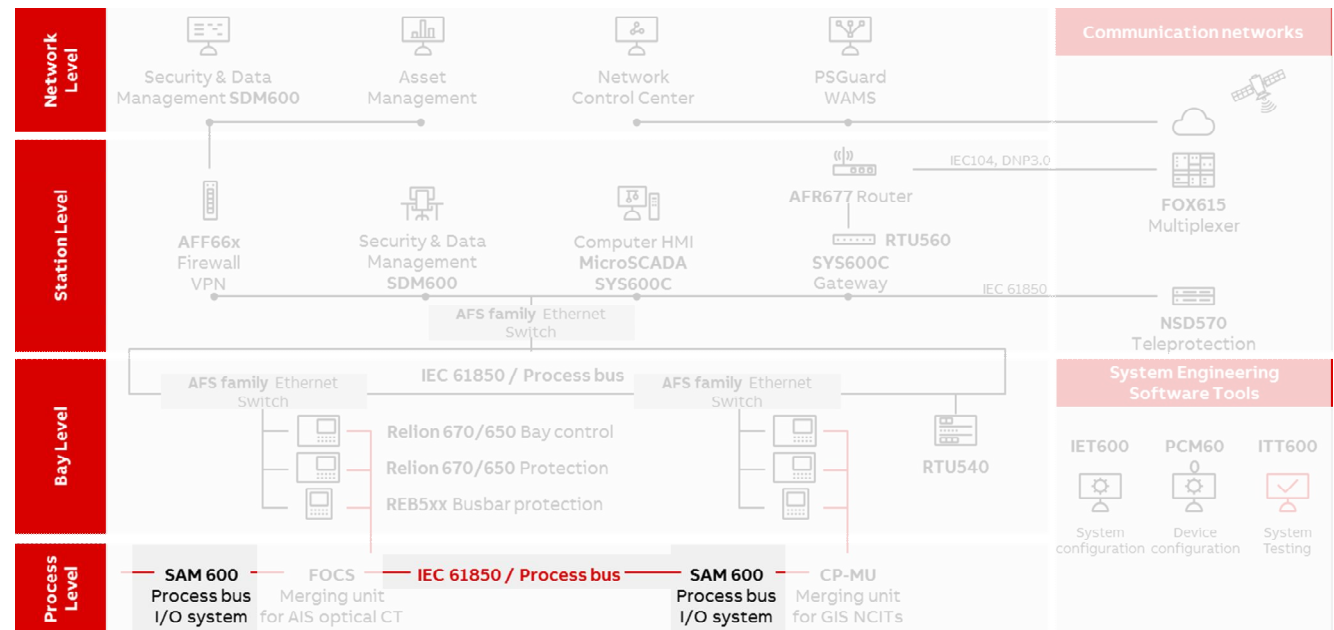 Network
Level
Security & Data
Management SDM600
Asset
Management
Network
Control Center
PSGuard
WAMS
Communication networks
Station Level
AFF66x
Firewall
VPN
Security & Data
Management
SDM600
Computer HMI
MicroSCADA
SYS600C
AFR677 Router
RTU560
SYS600C
Gateway
IEC104, DNP3.0
IEC 61850
FOX615
Multiplexer
NSD570
Teleprotection
AFS family Ethernet
Switch
Bay Level
IEC 61850 / Process bus
AFS family Ethernet
Switch
AFS family Ethernet
Switch
Relion 670/650 Bay control
Relion 670/650 Protection
REB5xx Busbar protection
RTU540
System Engineering
Software Tools
IET600
PCM60
0
ITT600
System
configuration
Device
configuration
System
Testing
Process
Level
SAM 600
Process bus
I/O system
FOCS
Merging unit
for AIS optical CT
IEC 61850 / Process bus
SAM 600
Process bus
I/O system
CP-MU
Merging unit
for GIS NCITs